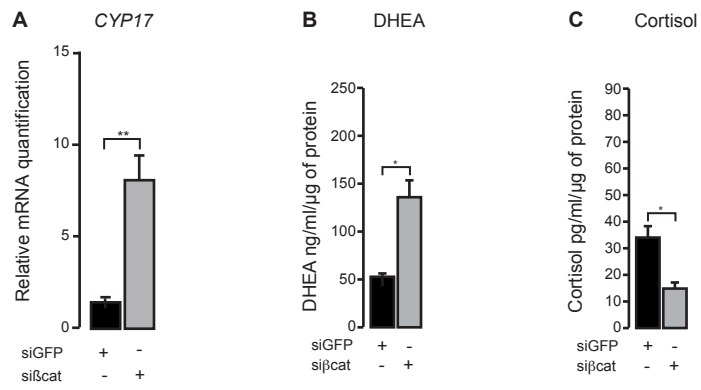 A CYP17
Relative mRNA quantification
15
10
5
0
**
siGFP + -
sißcat - +
B DHEA
DHEA ng/ml/µg of protein
250
200
150
100
50
0
*
siGFP + -
siβcat - +
C Cortisol
Cortisol pg/ml/µg of protein
90
80
70
60
50
40
30
20
10
0
*
siGFP + -
siβcat - +